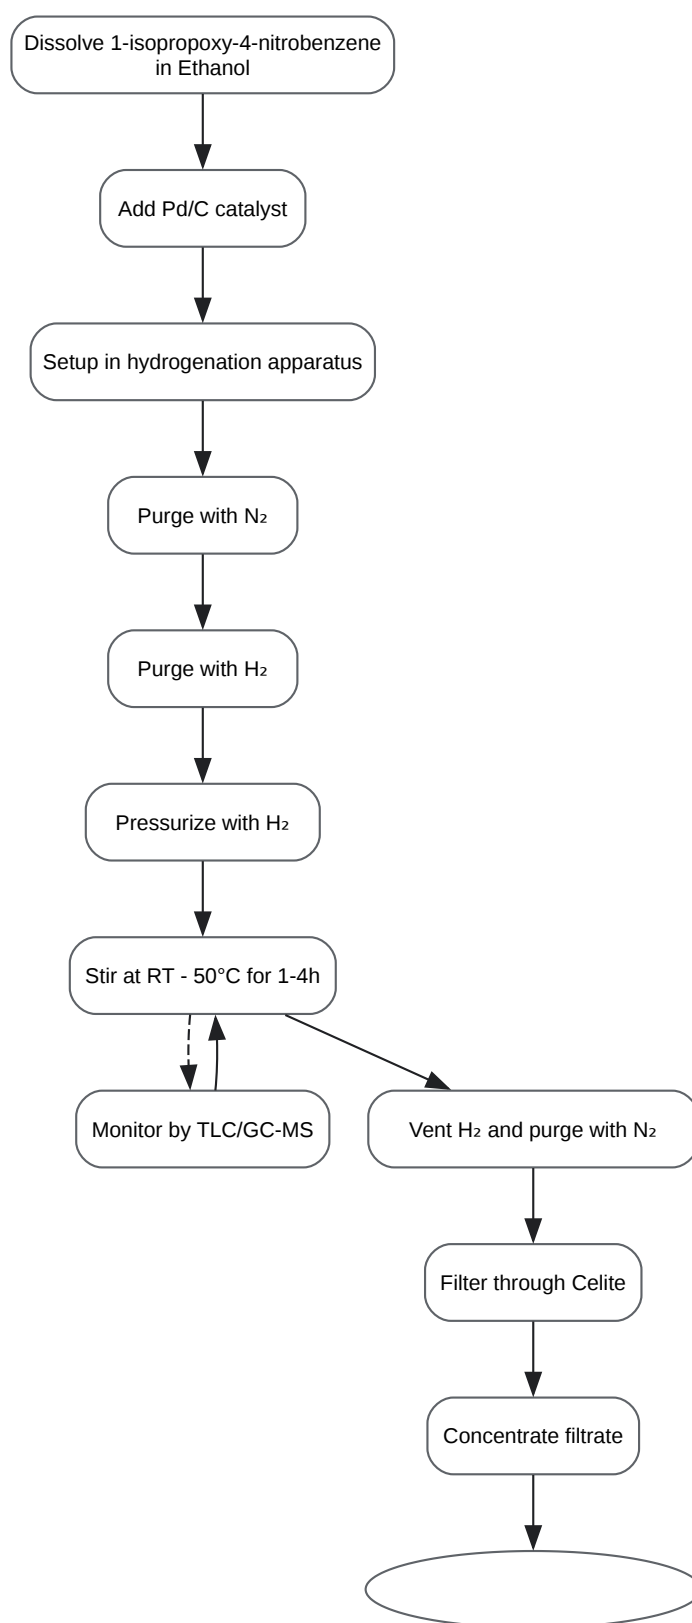 Dissolve 1-isopropoxy-4-nitrobenzene
in Ethanol
Add Pd/C catalyst
Setup in hydrogenation apparatus
Purge with N₂
Purge with H₂
Pressurize with H₂
Stir at RT - 50°C for 1-4h
Monitor by TLC/GC-MS
Vent H₂ and purge with N₂
Filter through Celite
Concentrate filtrate